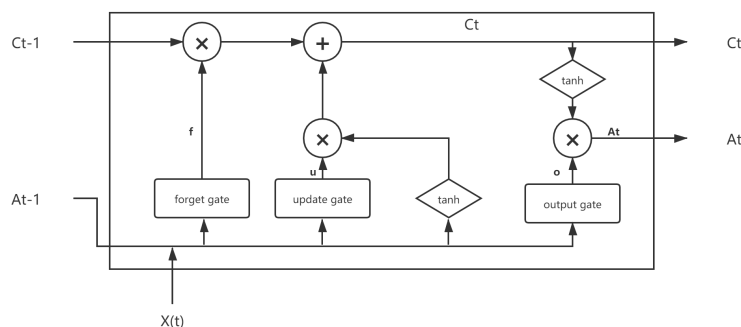 Ct
Ct-1
×
+
Ct
tanh
f
×
At
×
At
u
o
At-1
forget gate
update gate
tanh
output gate
X(t)